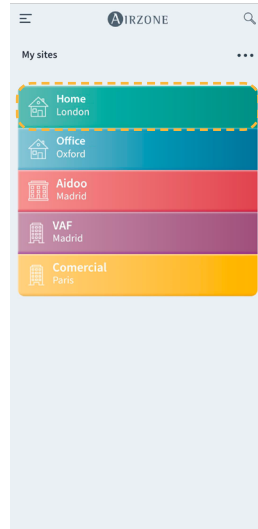 AIRZONE
My sites
Home
London
Office
Oxford
Aidoo
Madrid
VAF
Madrid
Comercial
Paris